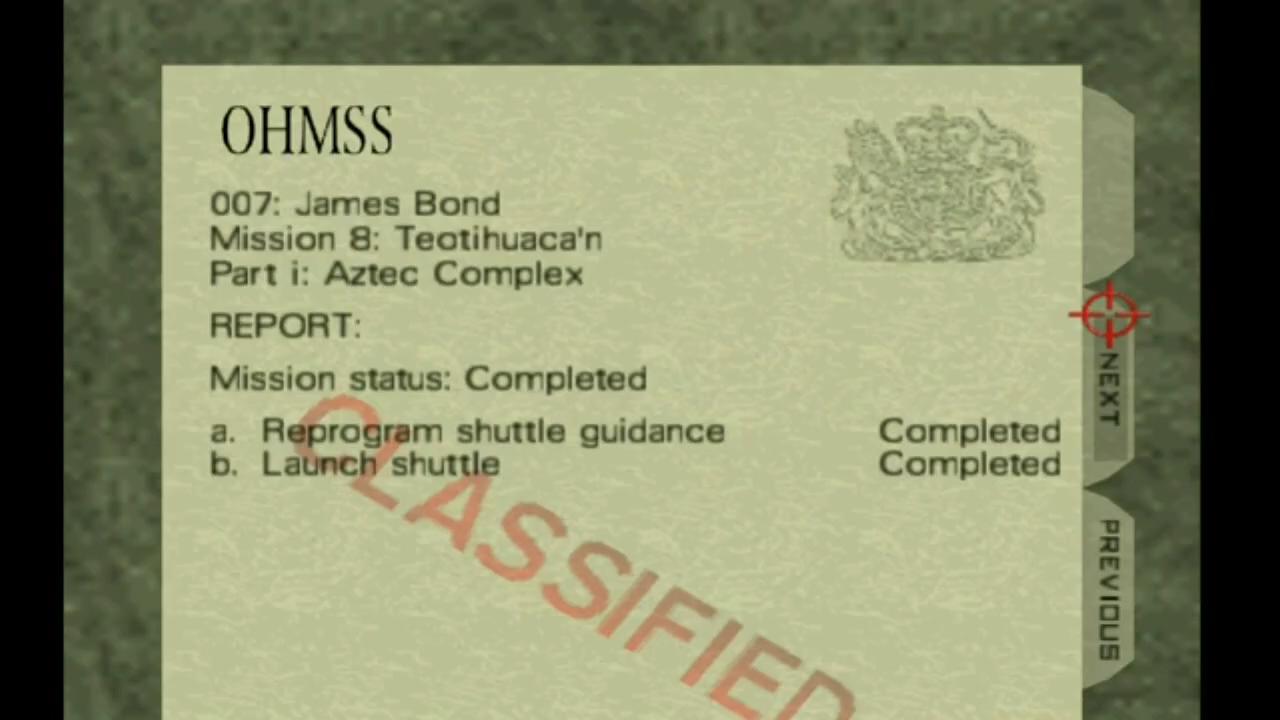 OHMSS
007: James Bond
Mission 8: Teotihuaca'n
Part i: Aztec Complex
REPORT:
Mission status: Completed
a. Reprogram shuttle guidance Completed
b. Launch shuttle Completed
CLASSIFIED
NEXT
PREVIOUS